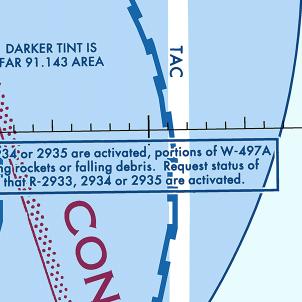 DARKER TINT IS
FAR 91.143 AREA
TAC
34 or 2935 are activated, portions of W-497A
ng rockets or falling debris. Request status of
that R-2933, 2934 or 2935 are activated.
CON